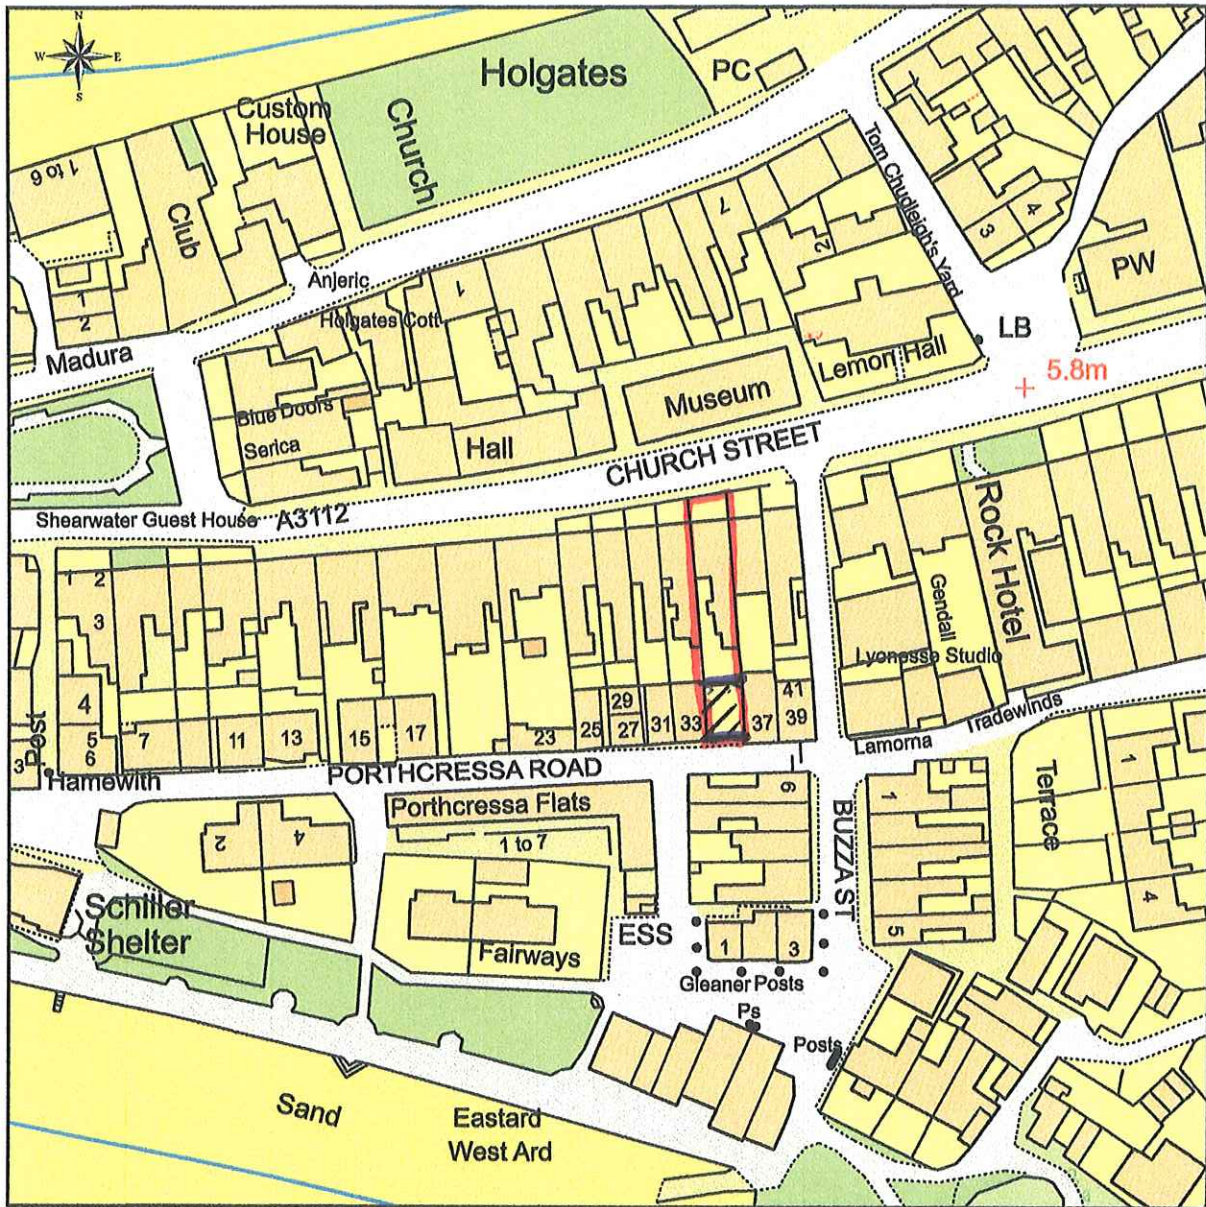 N
W E
S
Holgates
PC
Custom
House
Church
1 to 6
Club
Tom Chudleigh's Yard
7
4
3
2
PW
Anjeric
1
Holgates Cott
1
2
Madura
LB
5.8m
Lemon Hall
Museum
Blue Doors
Serica
Hall
CHURCH STREET
Shearwater Guest House A3112
Rock Hotel
Gendall
Lyonesse Studio
1 2
3
4
5
6
7
11
13
15
17
23
25
29
27
31
33
37
41
39
Post
3
Hamewith
Tradewinds
Lamorna
PORTHCRESSA ROAD
Porthcressa Flats
1 to 7
2
4
6
BUZZA ST
1
5
Terrace
1
4
Schiller
Shelter
Fairways
ESS
1 3
Gleaner Posts
Ps
Posts
Sand
Eastard
West Ard